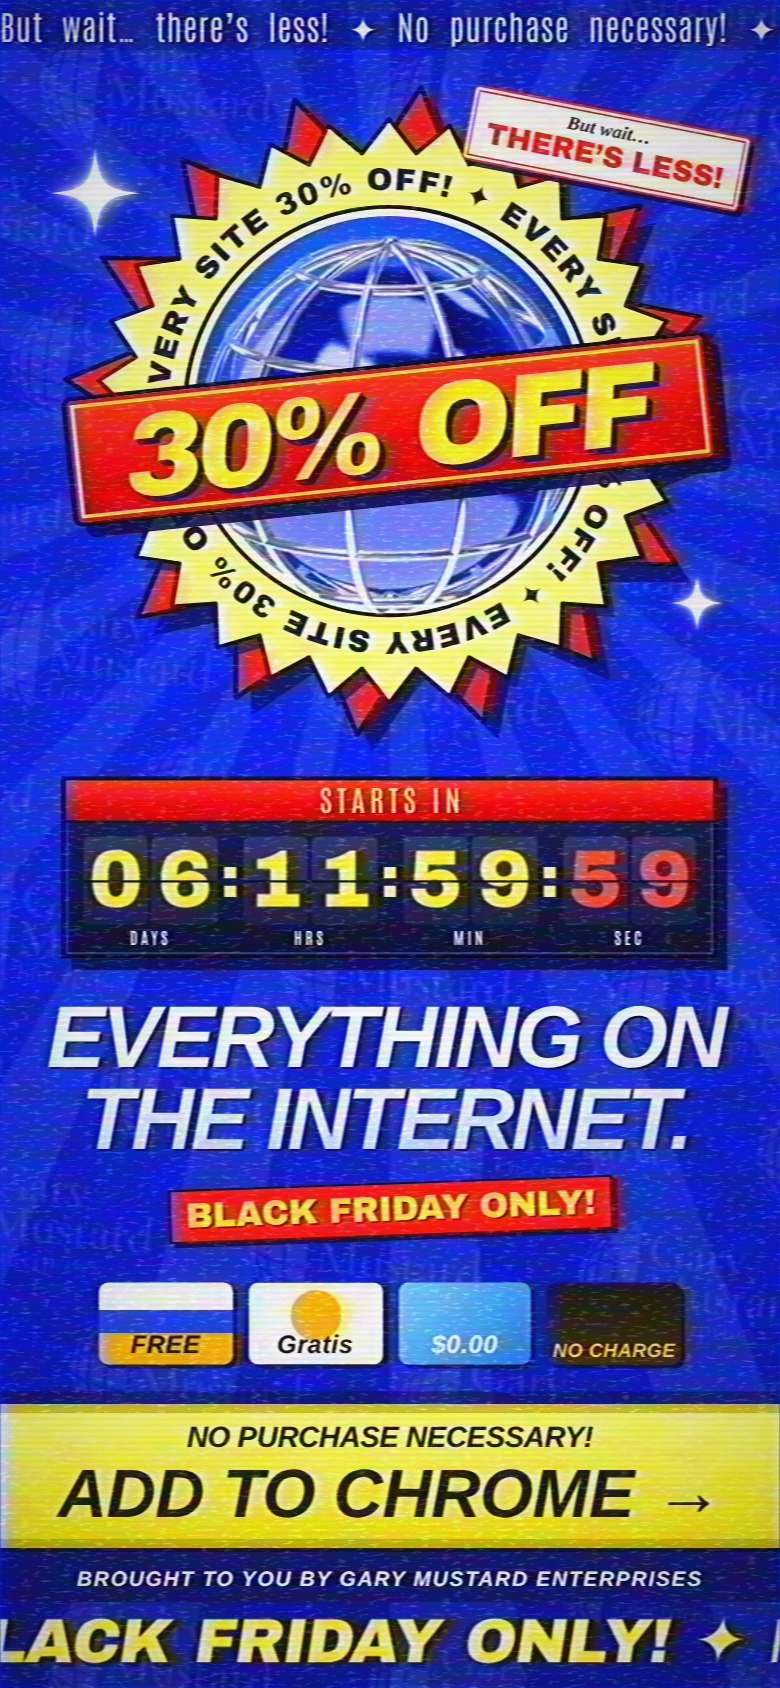 But wait… there's less! ✦ No purchase necessary! ✦
But wait…
THERE'S LESS!
EVERY SITE 30% OFF! ✦ EVERY
OFF! ✦ EVERY SITE 30%
30% OFF
STARTS IN
06:11:59:59
DAYS HRS MIN SEC
EVERYTHING ON
THE INTERNET.
BLACK FRIDAY ONLY!
FREE Gratis $0.00 NO CHARGE
NO PURCHASE NECESSARY!
ADD TO CHROME →
BROUGHT TO YOU BY GARY MUSTARD ENTERPRISES
LACK FRIDAY ONLY! ✦